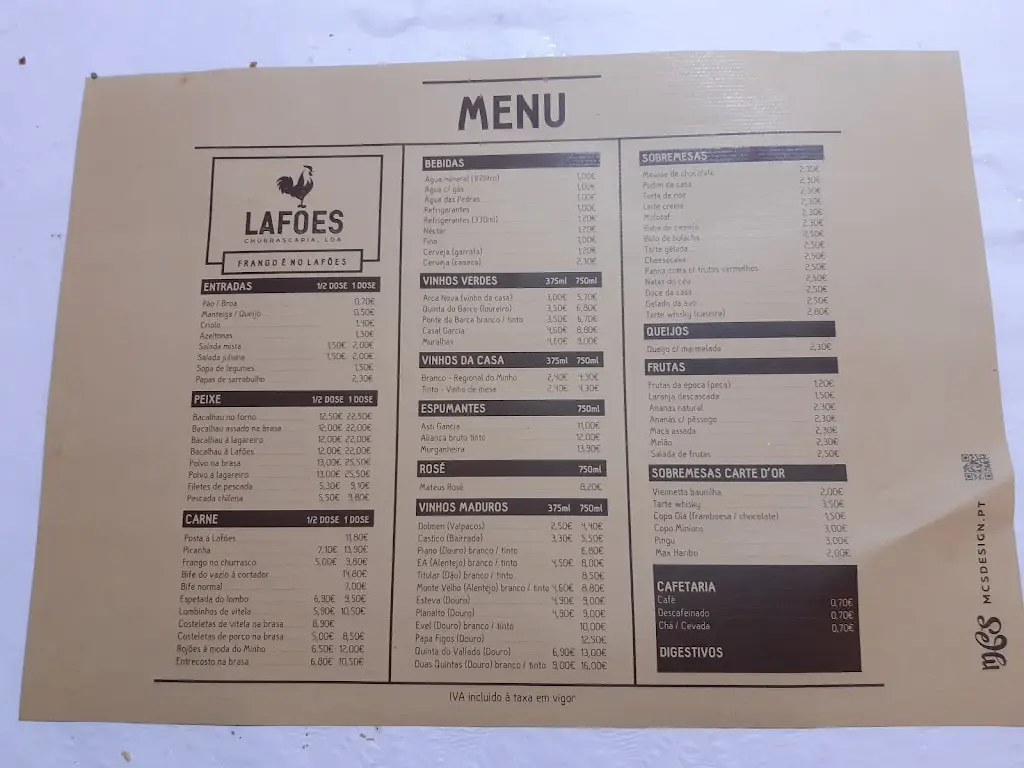 MENU
LAFÕES
CHURRASCARIA, LDA
FRANGO É NO LAFÕES
ENTRADAS 1/2 DOSE 1 DOSE
Pão / Broa 0,70€
Manteiga / Queijo 0,50€
Criolo 1,40€
Azeitonas 1,30€
Salada mista 1,50€ 2,00€
Salada juliana 1,50€ 2,00€
Sopa de legumes 1,50€
Papas de sarrabulho 2,30€
PEIXE 1/2 DOSE 1 DOSE
Bacalhau no forno 12,50€ 22,50€
Bacalhau assado na brasa 12,00€ 22,00€
Bacalhau à lagareiro 12,00€ 22,00€
Bacalhau à Lafões 12,00€ 22,00€
Polvo na brasa 13,00€ 25,50€
Polvo à lagareiro 13,00€ 25,50€
Filetes de pescada 5,30€ 9,10€
Pescada chilena 5,50€ 9,80€
CARNE 1/2 DOSE 1 DOSE
Posta à Lafões 11,80€
Picanha 7,10€ 13,90€
Frango no churrasco 5,00€ 9,80€
Bife do vazio à cortador 14,80€
Bife normal 7,00€
Espetada do lombo 6,90€ 9,50€
Lombinhos de vitela 5,90€ 10,50€
Costeletas de vitela na brasa 8,90€
Costeletas de porco na brasa 5,00€ 8,50€
Rojões à moda do Minho 6,50€ 12,00€
Entrecosto na brasa 6,80€ 10,50€
BEBIDAS
Água mineral 1,00€
Água c/ gás 1,00€
Água das Pedras 1,00€
Refrigerantes 1,00€
Refrigerantes (330ml) 1,20€
Néctar 1,20€
Fino 1,00€
Cerveja (garrafa) 1,20€
Cerveja (caneca) 2,30€
VINHOS VERDES 375ml 750ml
Arca Nova (vinho da casa) 3,00€ 5,70€
Quinta do Barco (loureiro) 3,50€ 6,80€
Ponte da Barca branco / tinto 3,50€ 6,70€
Casal Garcia 4,60€ 8,80€
Muralhas 4,60€ 9,00€
VINHOS DA CASA 375ml 750ml
Branco - Regional do Minho 2,40€ 4,30€
Tinto - Vinho de mesa 2,40€ 4,30€
ESPUMANTES 750ml
Asti Gancia 11,00€
Aliança bruto tinto 12,00€
Murganheira 13,90€
ROSÉ 750ml
Mateus Rosé 8,20€
VINHOS MADUROS 375ml 750ml
Dolmen (Valpaços) 2,50€ 4,40€
Castiço (Bairrada) 3,30€ 5,50€
Piano (Douro) branco / tinto 6,80€
EA (Alentejo) branco / tinto 4,50€ 8,00€
Titular (Dão) branco / tinto 8,50€
Monte Velho (Alentejo) branco / tinto 4,60€ 8,80€
Esteva (Douro) 4,90€ 9,00€
Planalto (Douro) 4,90€ 9,00€
Evel (Douro) branco / tinto 10,00€
Papa Figos (Douro) 12,50€
Quinta do Vallado (Douro) 6,90€ 13,00€
Duas Quintas (Douro) branco / tinto 9,00€ 16,00€
SOBREMESAS
Mousse de chocolate 2,30€
Pudim da casa 2,30€
Tarte de noz 2,30€
Leite creme 2,30€
Molotof 2,30€
Baba de camelo 2,30€
Bolo de bolacha 2,50€
Tarte gelada 2,50€
Cheesecake 2,50€
Panna cotta c/ frutos vermelhos 2,50€
Natas do céu 2,50€
Doce da casa 2,50€
Gelado da avó 2,50€
Tarte whisky (caseira) 2,80€
QUEIJOS
Queijo c/ marmelada 2,30€
FRUTAS
Frutas da época (peça) 1,20€
Laranja descascada 1,50€
Ananás natural 2,30€
Ananás c/ pêssego 2,30€
Maça assada 2,30€
Melão 2,30€
Salada de frutas 2,50€
SOBREMESAS CARTE D'OR
Viennetta baunilha 2,00€
Tarte whisky 3,50€
Copo Olá (framboesa / chocolate) 1,50€
Copo Minions 3,00€
Pingu 3,00€
Max Haribo 2,00€
CAFETARIA
Café 0,70€
Descafeinado 0,70€
Chá / Cevada 0,70€
DIGESTIVOS
IVA incluído à taxa em vigor
MCSDESIGN.PT
MCS